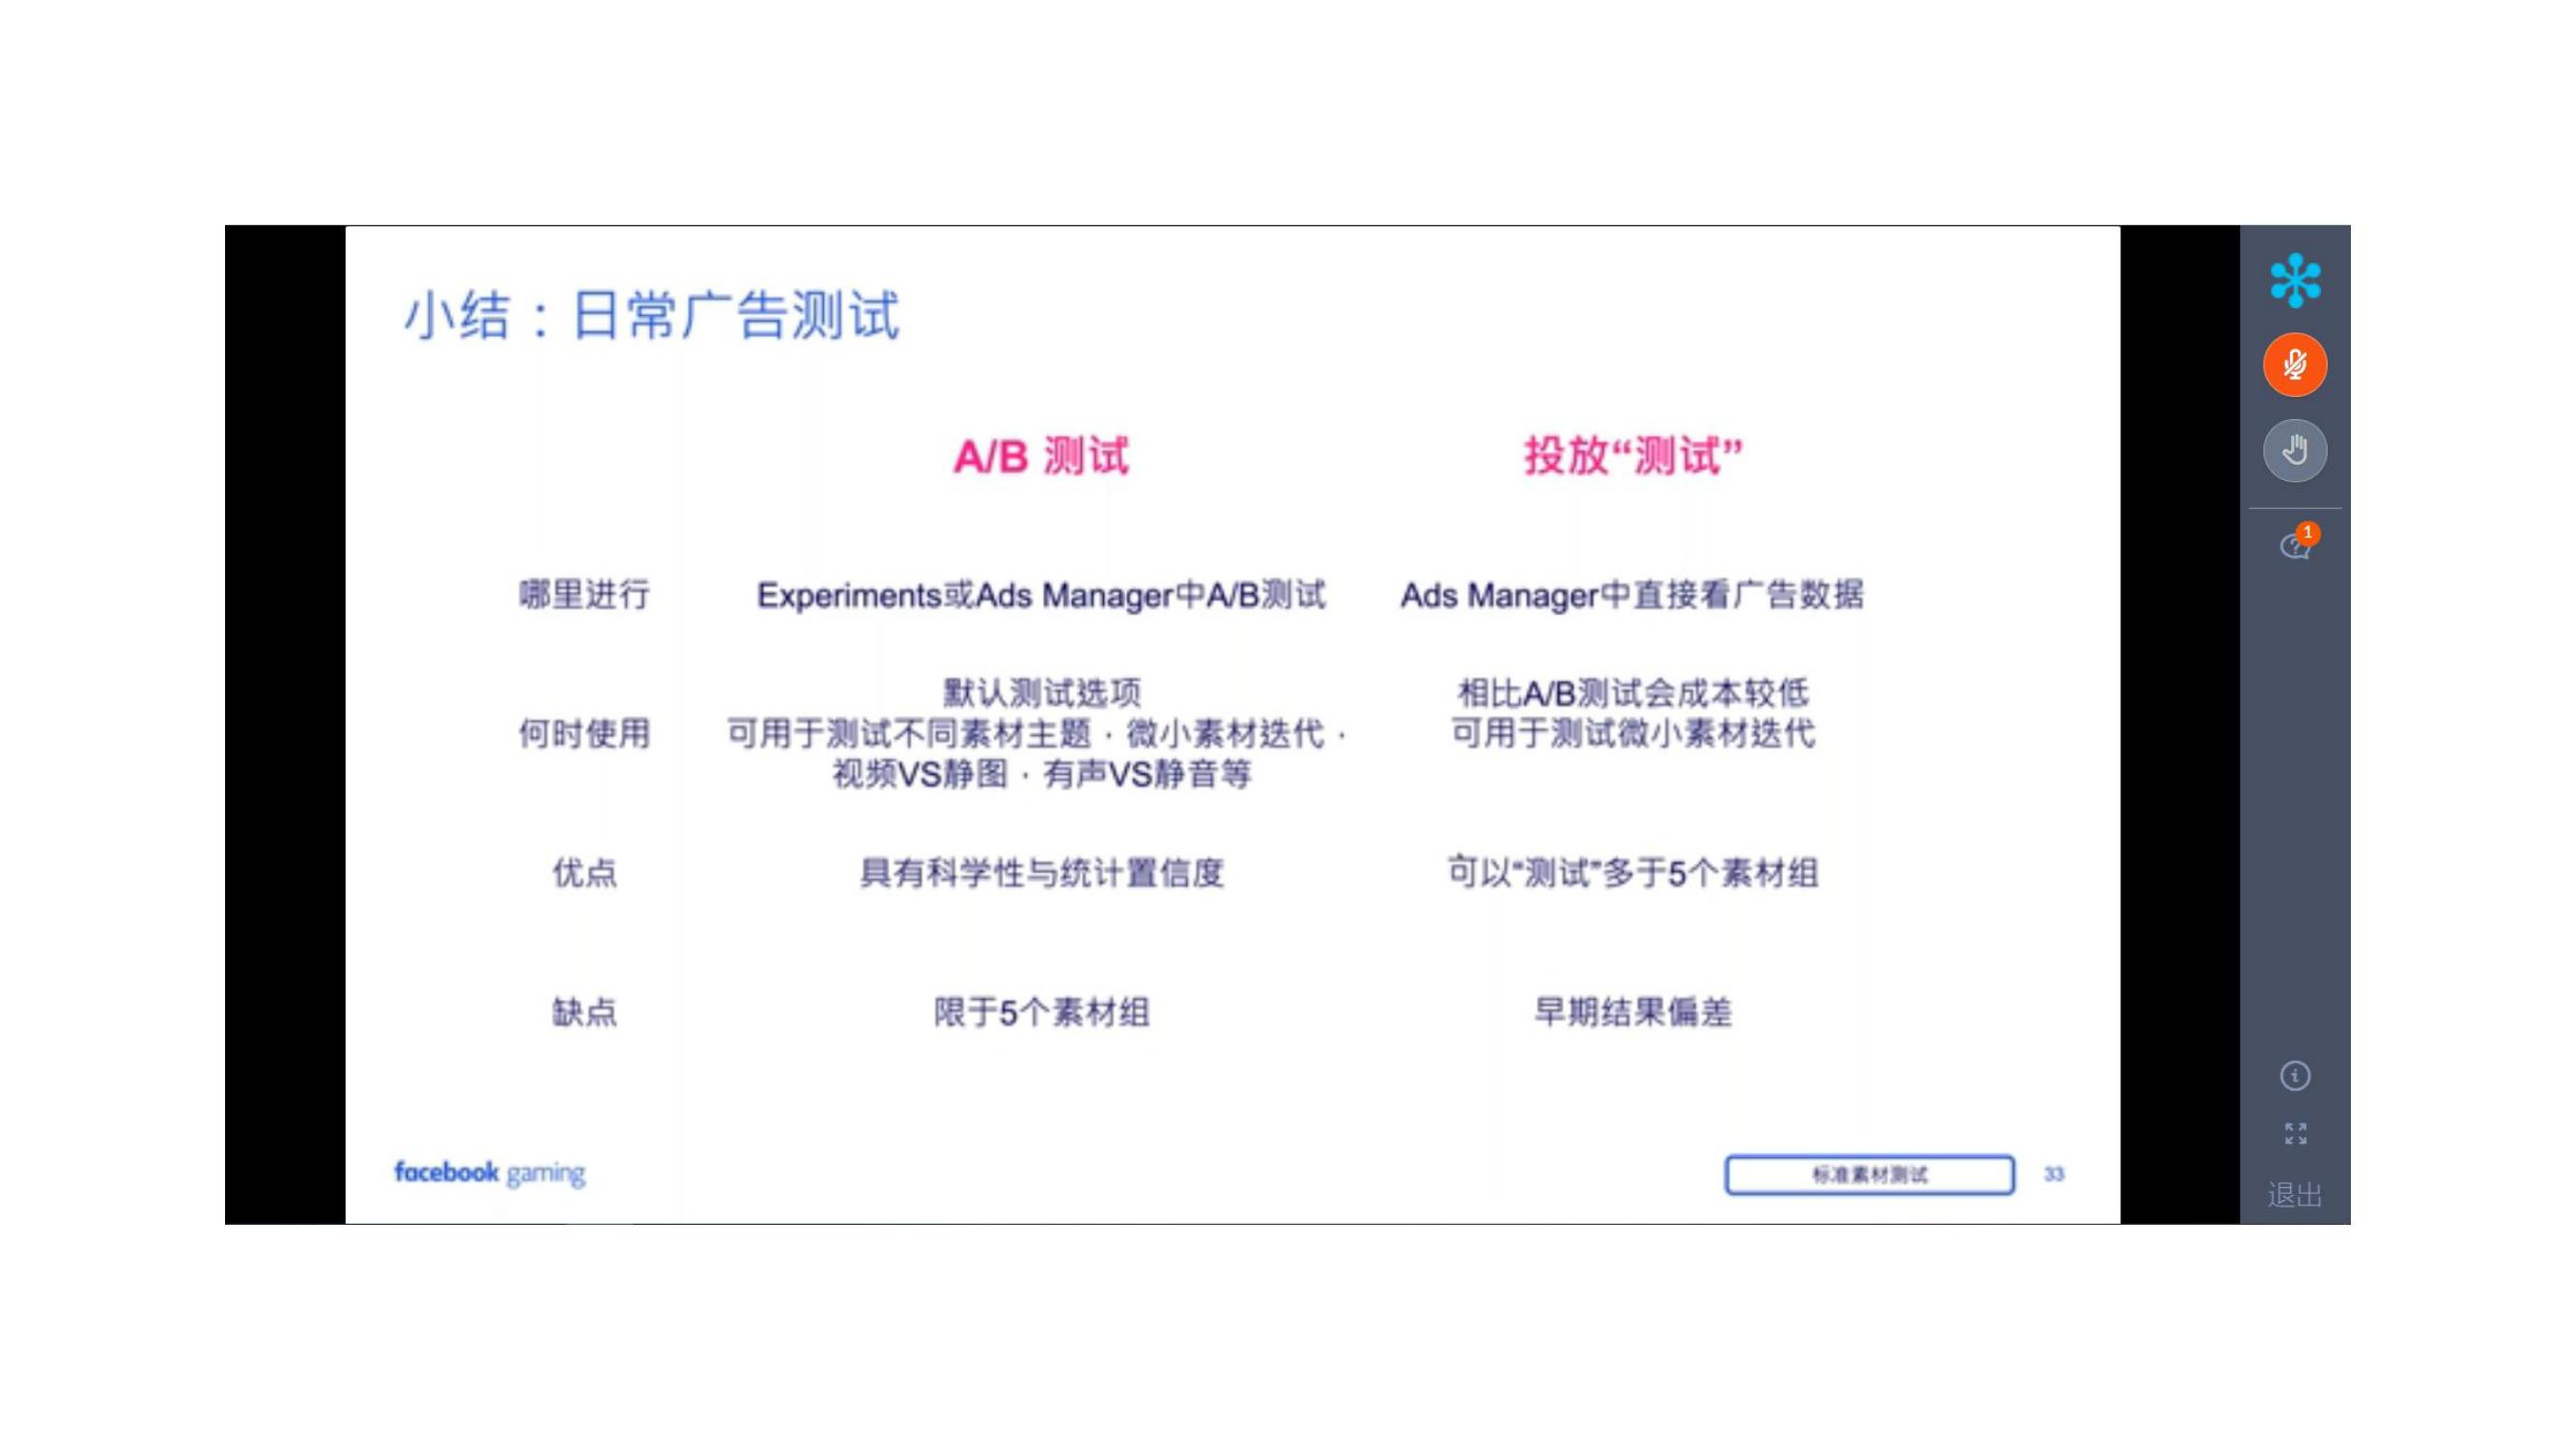 小结：日常广告测试
A/B 测试
投放“测试”
哪里进行
Experiments或Ads Manager中A/B测试
Ads Manager中直接看广告数据
何时使用
默认测试选项
可用于测试不同素材主题，微小素材迭代，
视频VS静图，有声VS静音等
相比A/B测试会成本较低
可用于测试微小素材迭代
优点
具有科学性与统计置信度
可以“测试”多于5个素材组
缺点
限于5个素材组
早期结果偏差
facebook gaming
标准素材测试
33
1
退出